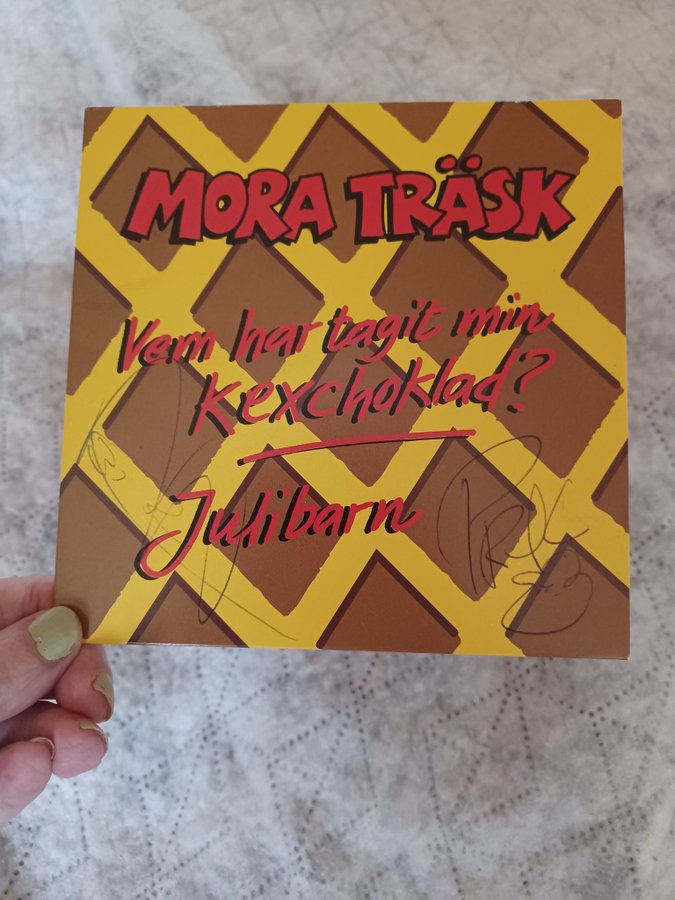 MORA TRÄSK
Vem har tagit min
Kexchoklad?
Julibarn